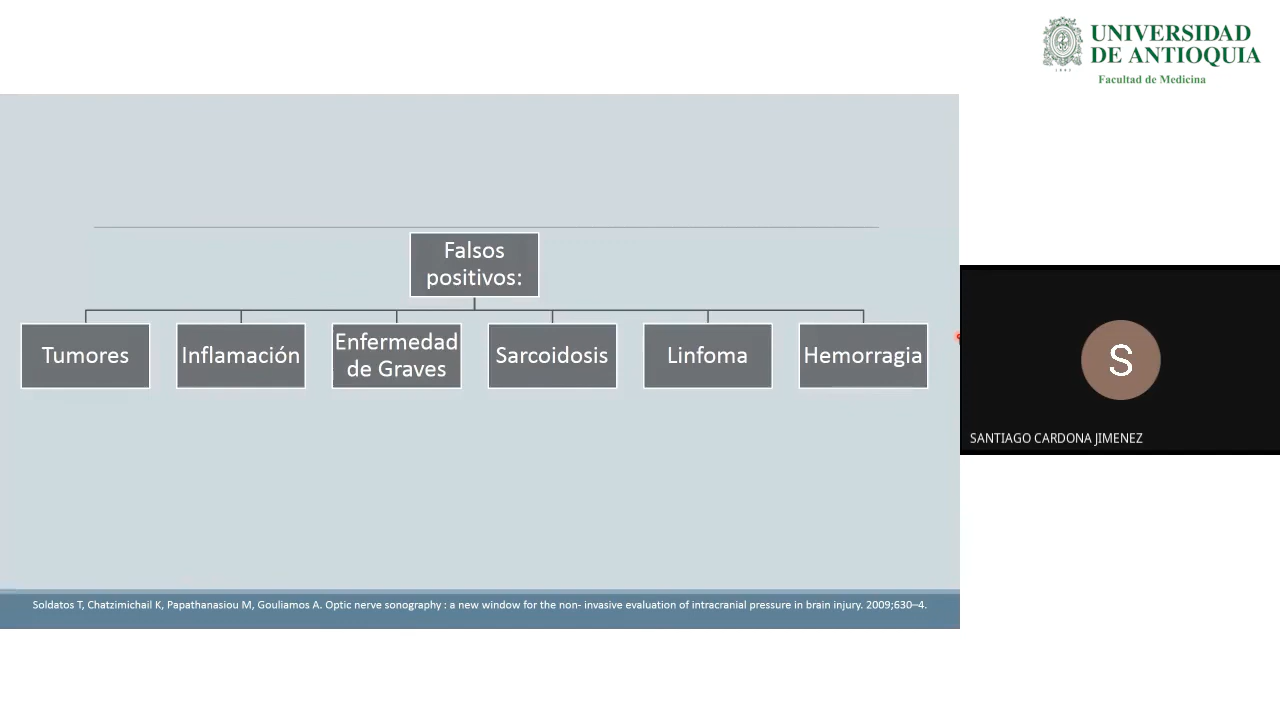 UNIVERSIDAD
DE ANTIOQUIA
1803
Facultad de Medicina
Falsos
positivos:
Tumores
Inflamación
Enfermedad
de Graves
Sarcoidosis
Linfoma
Hemorragia
S
SANTIAGO CARDONA JIMENEZ
Soldatos T, Chatzimichail K, Papathanasiou M, Gouliamos A. Optic nerve sonography : a new window for the non- invasive evaluation of intracranial pressure in brain injury. 2009;630–4.